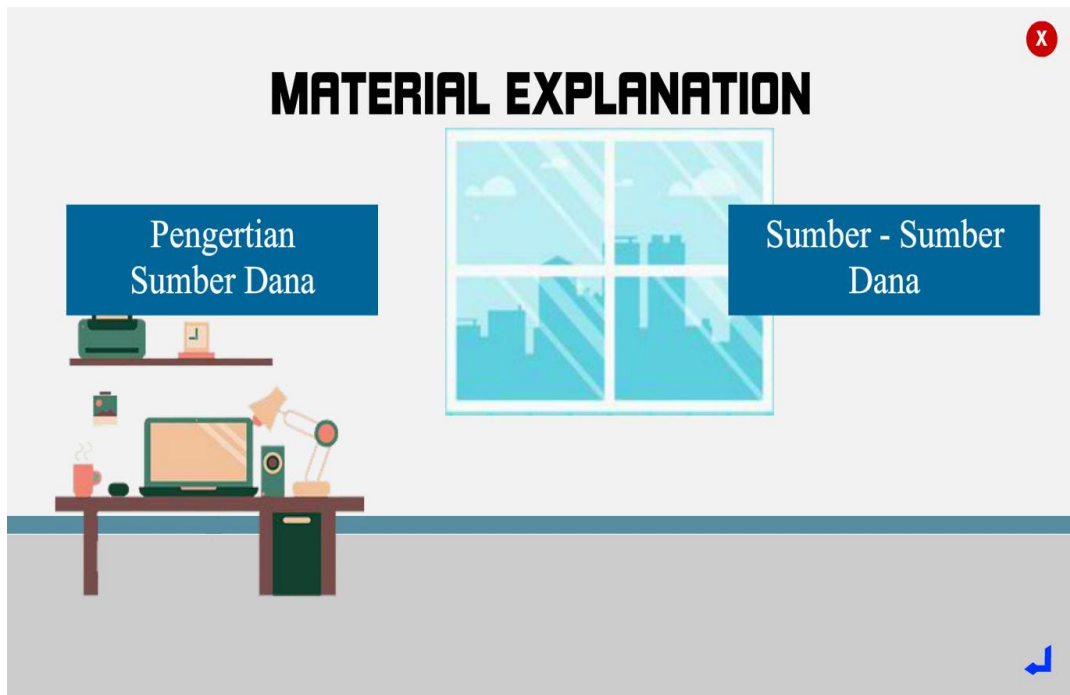 X
MATERIAL EXPLANATION
Pengertian
Sumber Dana
Sumber - Sumber
Dana